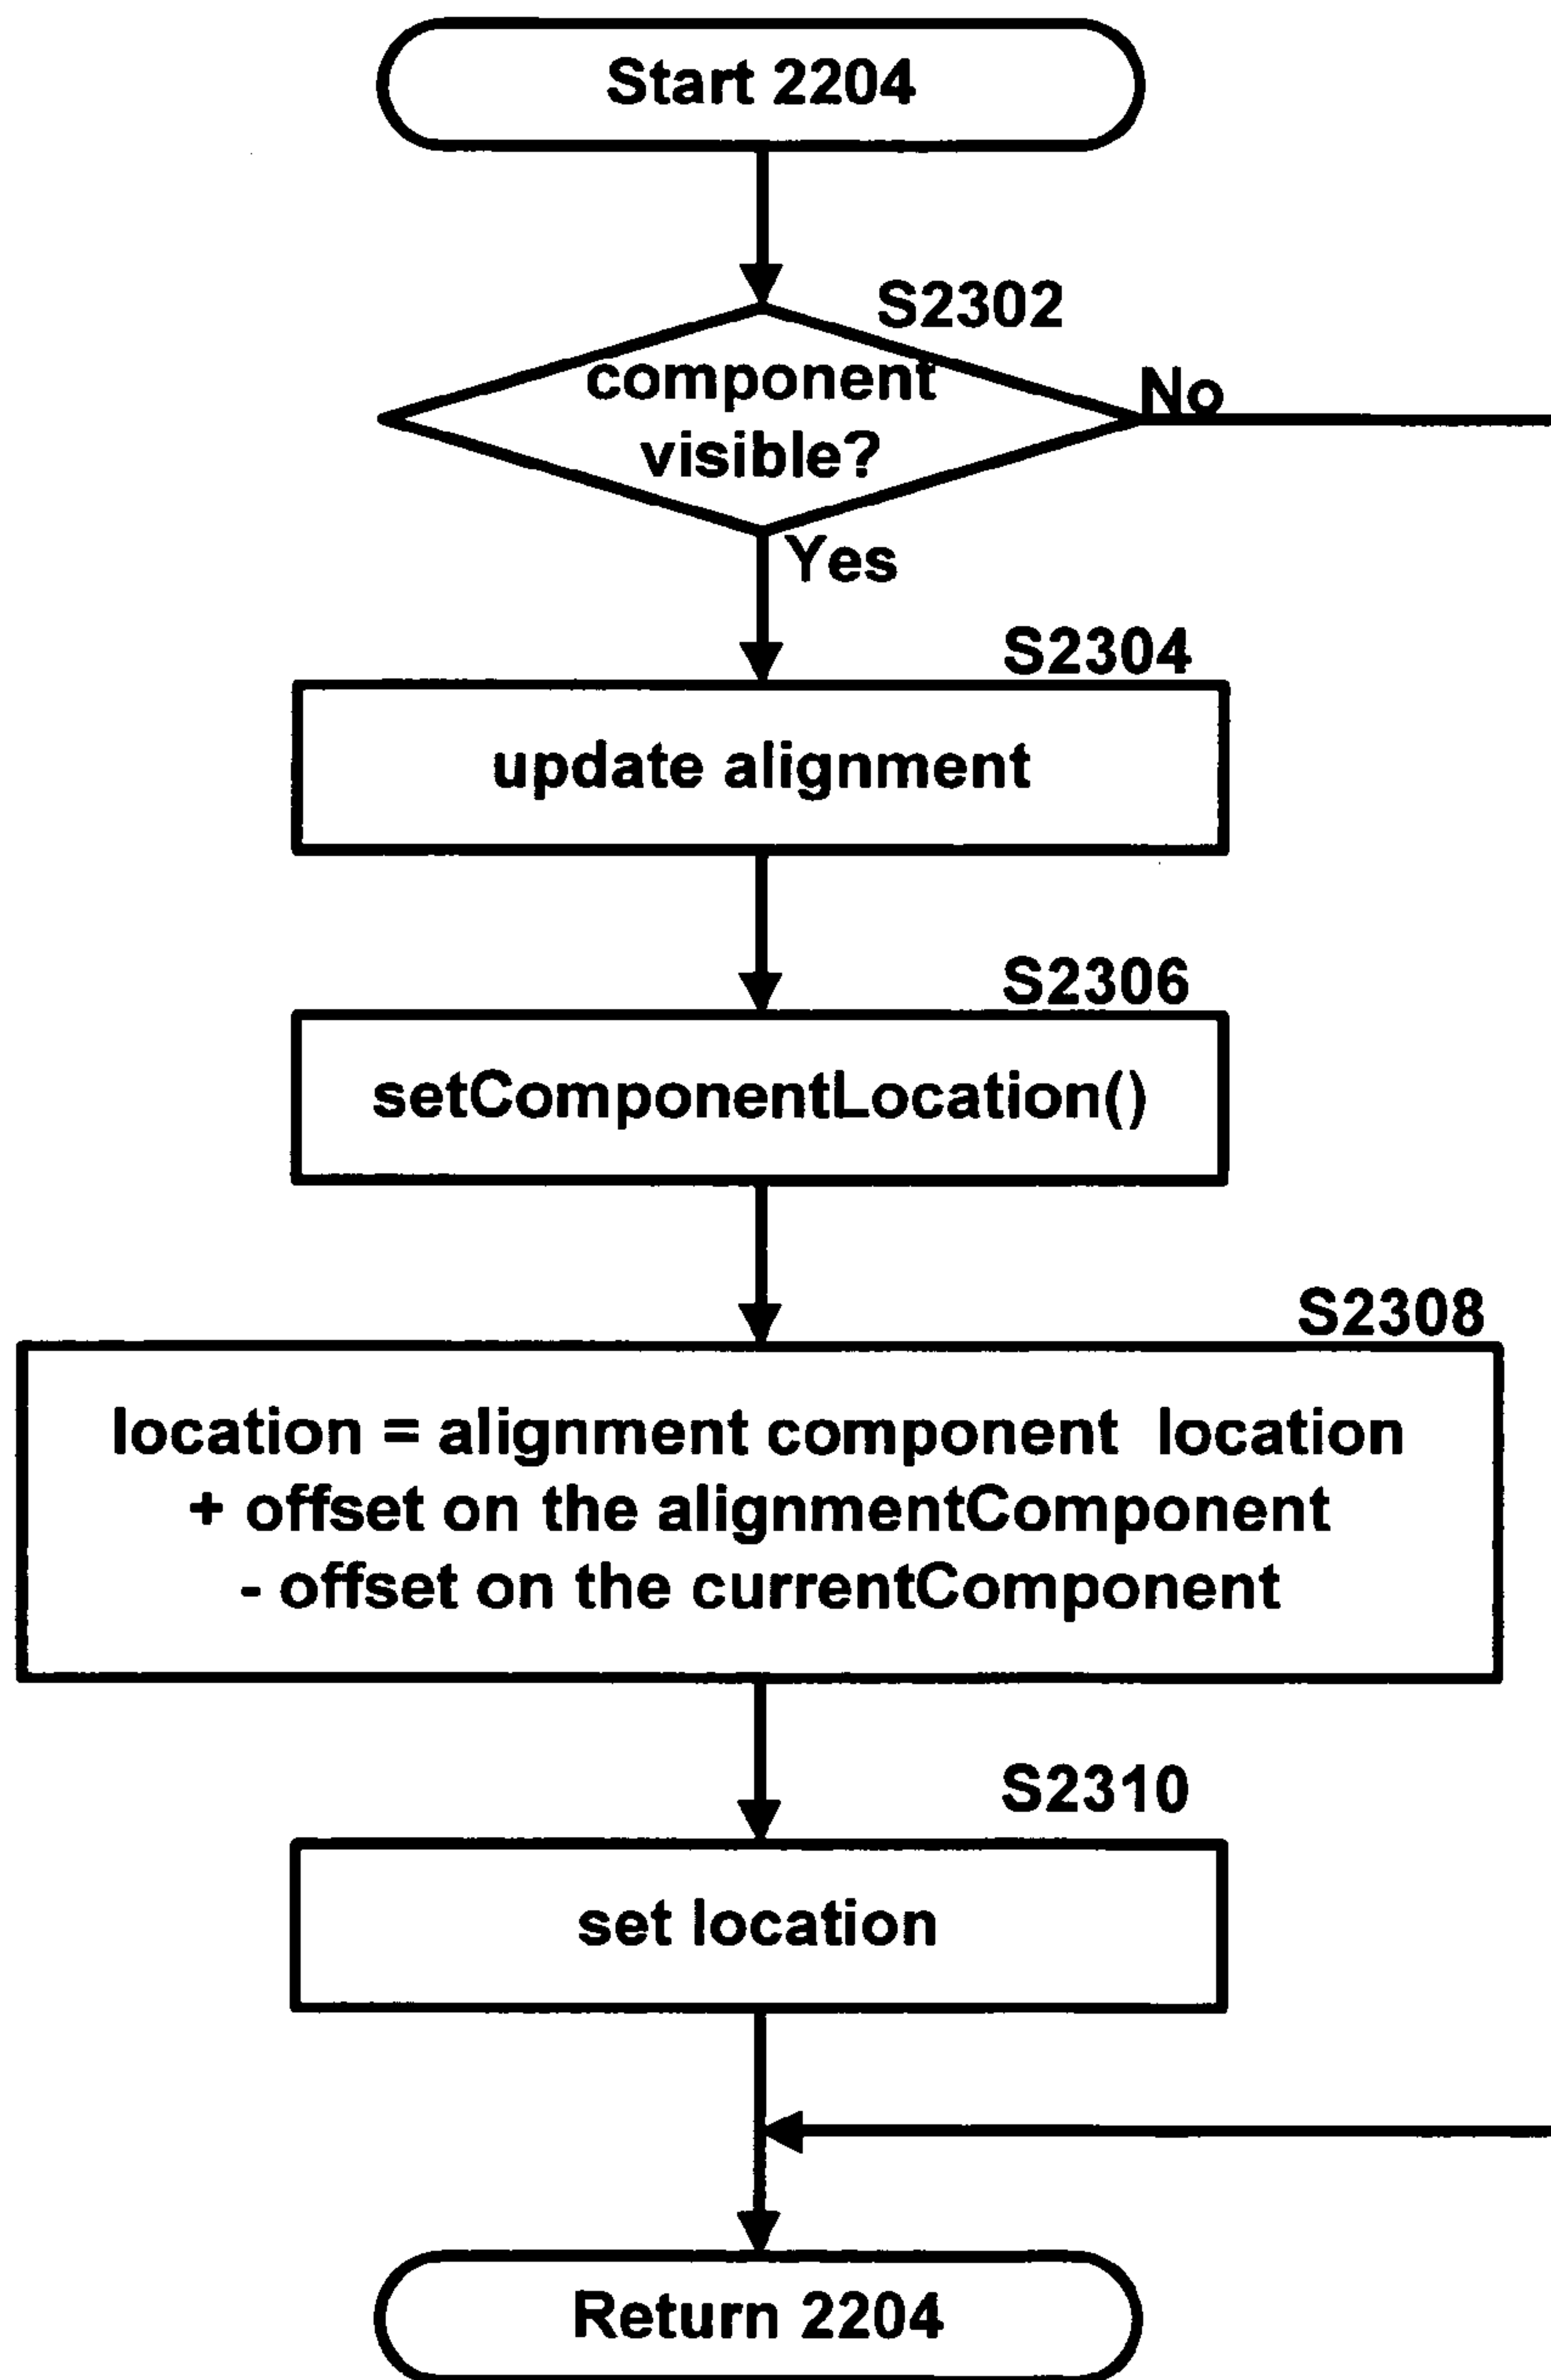 Start 2204
S2302
component
visible?
No
Yes
S2304
update alignment
S2306
setComponentLocation()
S2308
location = alignment component  location
+ offset on the alignmentComponent
- offset on the currentComponent
S2310
set location
Return 2204